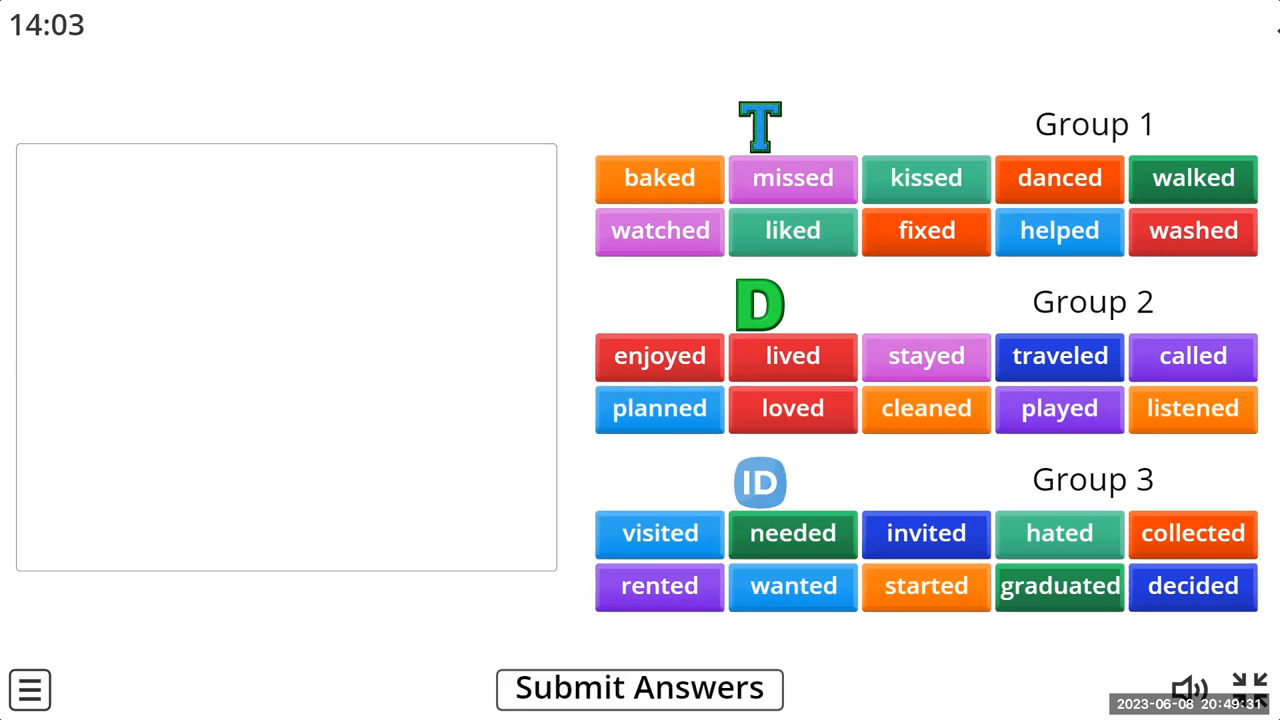 14:03
T Group 1
baked missed kissed danced walked
watched liked fixed helped washed
D Group 2
enjoyed lived stayed traveled called
planned loved cleaned played listened
ID Group 3
visited needed invited hated collected
rented wanted started graduated decided
Submit Answers
2023-06-08 20:49:31